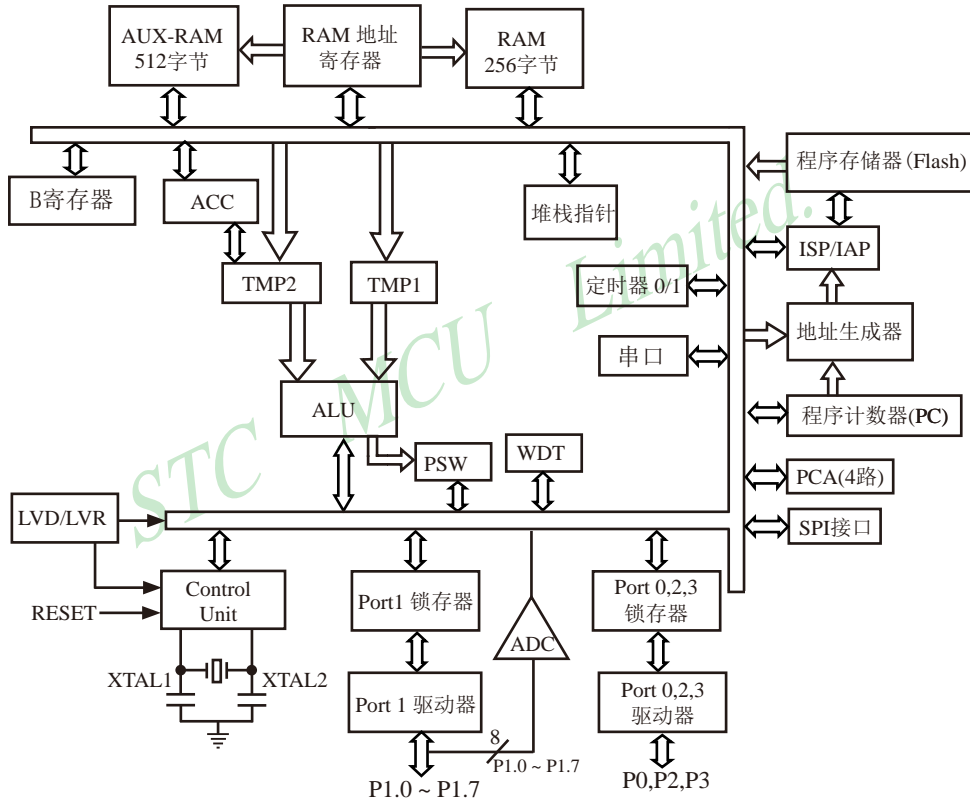 AUX-RAM
512字节
RAM 地址
寄存器
RAM
256字节
程序存储器(Flash)
B寄存器
ACC
堆栈指针
ISP/IAP
TMP2
TMP1
定时器 0/1
地址生成器
串口
ALU
程序计数器(PC)
PSW
WDT
PCA(4路)
LVD/LVR
SPI接口
Control
Unit
RESET
Port1 锁存器
ADC
Port 0,2,3
锁存器
XTAL1
XTAL2
Port 1 驱动器
Port 0,2,3
驱动器
8
P1.0 ~ P1.7
P1.0 ~ P1.7
P0,P2,P3
STC MCU Limited.